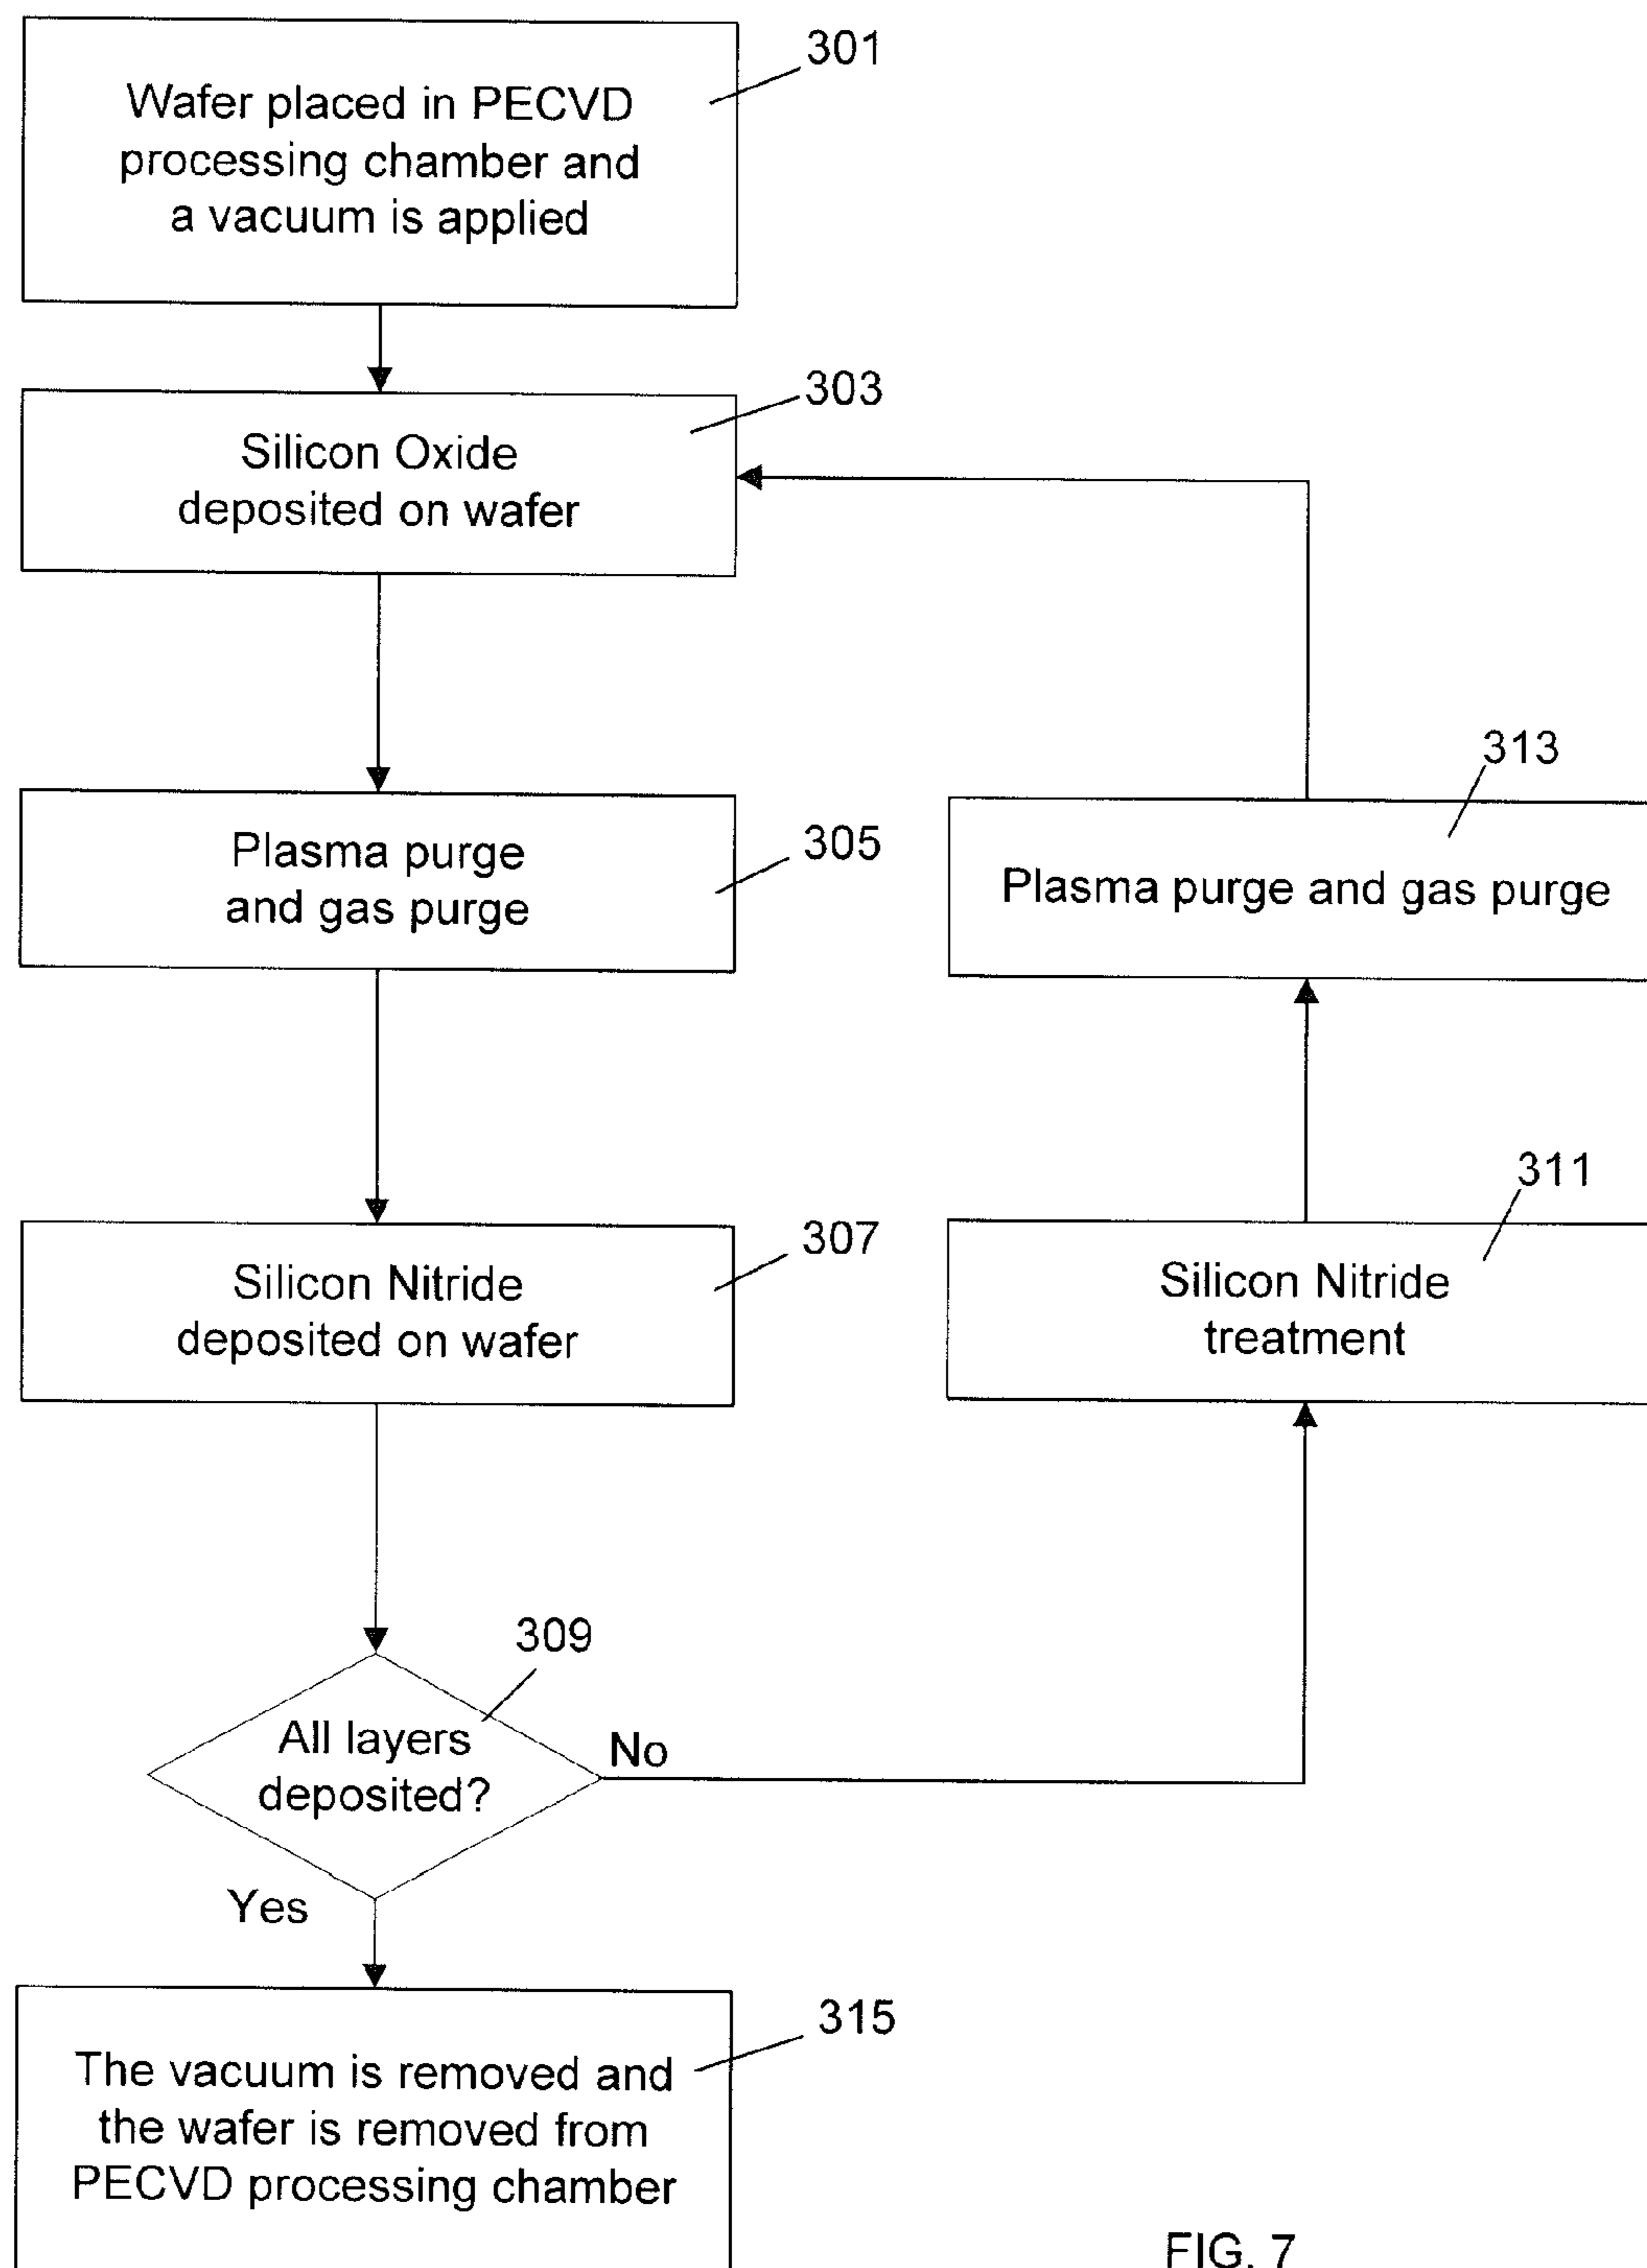 301
Wafer placed in PECVD
processing chamber and
a vacuum is applied
303
Silicon Oxide
deposited on wafer
305
Plasma purge
and gas purge
313
Plasma purge and gas purge
307
Silicon Nitride
deposited on wafer
311
Silicon Nitride
treatment
309
All layers
deposited?
No
Yes
315
The vacuum is removed and
the wafer is removed from
PECVD processing chamber
FIG. 7